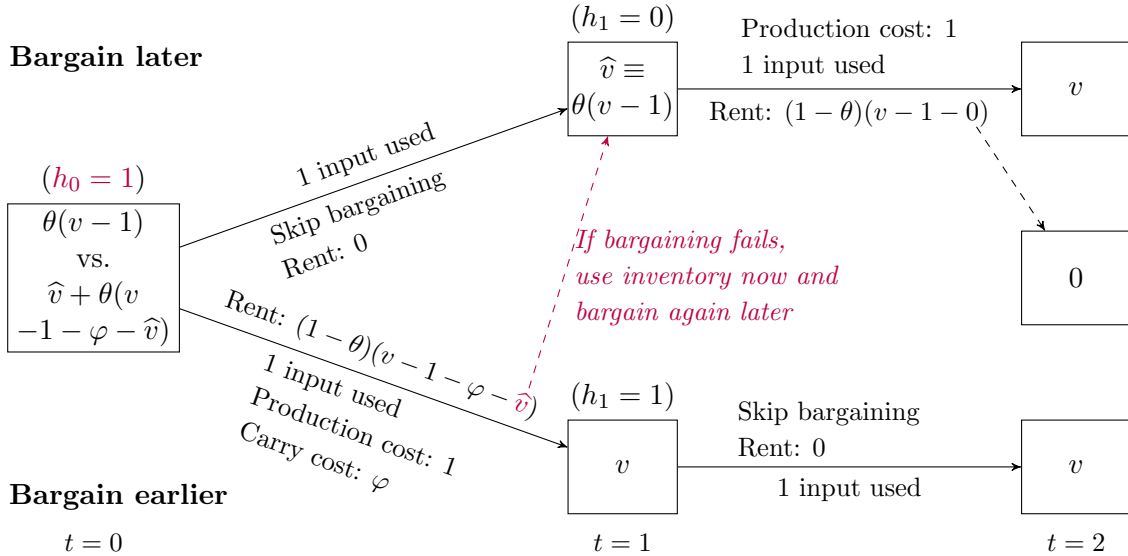 Bargain later
(h₀ = 1)
θ(v − 1)
vs.
v̂ + θ(v
−1 − φ − v̂)
1 input used
Skip bargaining
Rent: 0
(h₁ = 0)
v̂ ≡
θ(v − 1)
Production cost: 1
1 input used
Rent: (1 − θ)(v − 1 − 0)
v
0
If bargaining fails,
use inventory now and
bargain again later
Rent: (1 − θ)(v − 1 − φ − v̂)
1 input used
Production cost: 1
Carry cost: φ
(h₁ = 1)
v
Skip bargaining
Rent: 0
1 input used
v
Bargain earlier
t = 0
t = 1
t = 2